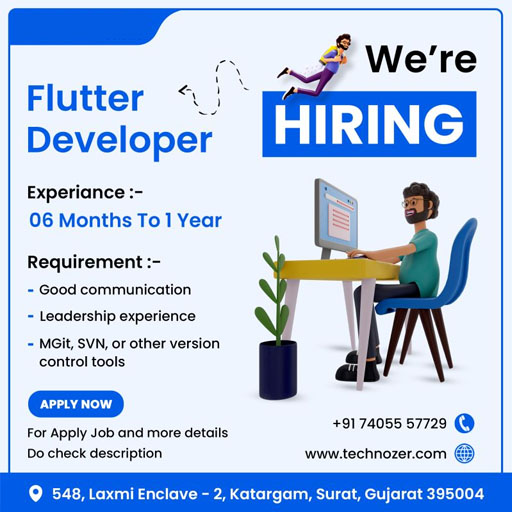 We're
HIRING
Flutter
Developer
Experiance :-
06 Months To 1 Year
Requirement :-
- Good communication
- Leadership experience
- MGit, SVN, or other version
control tools
APPLY NOW
For Apply Job and more details
Do check description
+91 74055 57729
www.technozer.com
548, Laxmi Enclave - 2, Katargam, Surat, Gujarat 395004